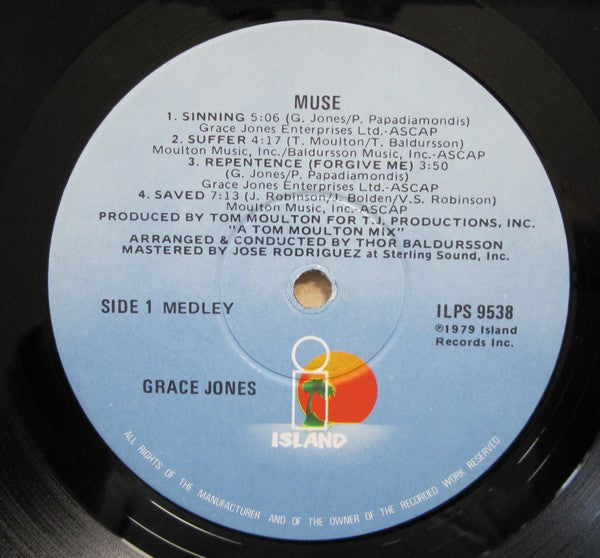 MUSE
1. SINNING 5:06 (G. Jones/P. Papadiamondis)
Grace Jones Enterprises Ltd.-ASCAP
2. SUFFER 4:17 (T. Moulton/T. Baldursson)
Moulton Music, Inc./Baldursson Music, Inc.-ASCAP
3. REPENTENCE (FORGIVE ME) 3:50
(G. Jones/P. Papadiamondis)
Grace Jones Enterprises Ltd.-ASCAP
4. SAVED 7:13 (J. Robinson/J. Bolden/V.S. Robinson)
Moulton Music, Inc.-ASCAP
PRODUCED BY TOM MOULTON FOR T.J. PRODUCTIONS, INC.
"A TOM MOULTON MIX"
ARRANGED & CONDUCTED BY THOR BALDURSSON
MASTERED BY JOSE RODRIGUEZ at Sterling Sound, Inc.
SIDE 1 MEDLEY
ILPS 9538
℗1979 Island
Records Inc.
GRACE JONES
ISLAND
ALL RIGHTS OF THE MANUFACTURER AND OF THE OWNER OF THE RECORDED WORK RESERVED